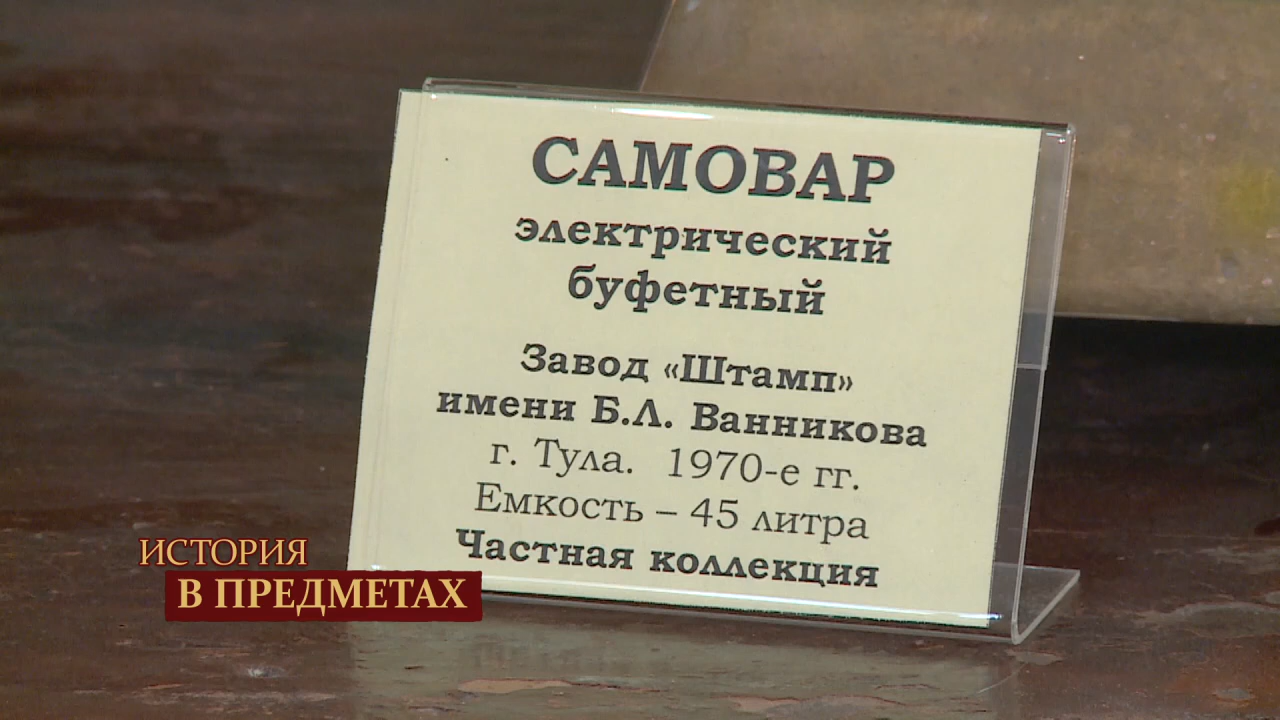 САМОВАР
электрический
буфетный
Завод «Штамп»
имени Б.Л. Ванникова
г. Тула. 1970-е гг.
Емкость – 45 литра
Частная коллекция
ИСТОРИЯ
В ПРЕДМЕТАХ